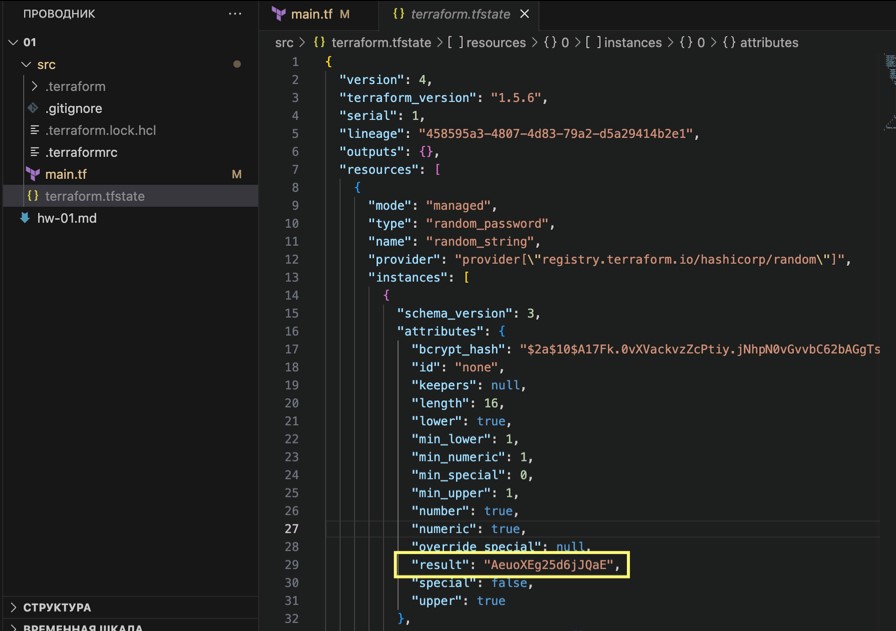 ПРОВОДНИК ...
01
src
.terraform
.gitignore
.terraform.lock.hcl
.terraformrc
main.tf M
{} terraform.tfstate
hw-01.md
СТРУКТУРА
ВРЕМЕННАЯ ШКАЛА
main.tf M {} terraform.tfstate ×
src > {} terraform.tfstate > [ ] resources > {} 0 > [ ] instances > {} 0 > {} attributes
1 {
2 "version": 4,
3 "terraform_version": "1.5.6",
4 "serial": 1,
5 "lineage": "458595a3-4807-4d83-79a2-d5a29414b2e1",
6 "outputs": {},
7 "resources": [
8 {
9 "mode": "managed",
10 "type": "random_password",
11 "name": "random_string",
12 "provider": "provider[\"registry.terraform.io/hashicorp/random\"]",
13 "instances": [
14 {
15 "schema_version": 3,
16 "attributes": {
17 "bcrypt_hash": "$2a$10$A17Fk.0vXVackvzZcPtiy.jNhpN0vGvvbC62bAGgTs
18 "id": "none",
19 "keepers": null,
20 "length": 16,
21 "lower": true,
22 "min_lower": 1,
23 "min_numeric": 1,
24 "min_special": 0,
25 "min_upper": 1,
26 "number": true,
27 "numeric": true,
28 "override_special": null,
29 "result": "AeuoXEg25d6jJQaE",
30 "special": false,
31 "upper": true
32 },